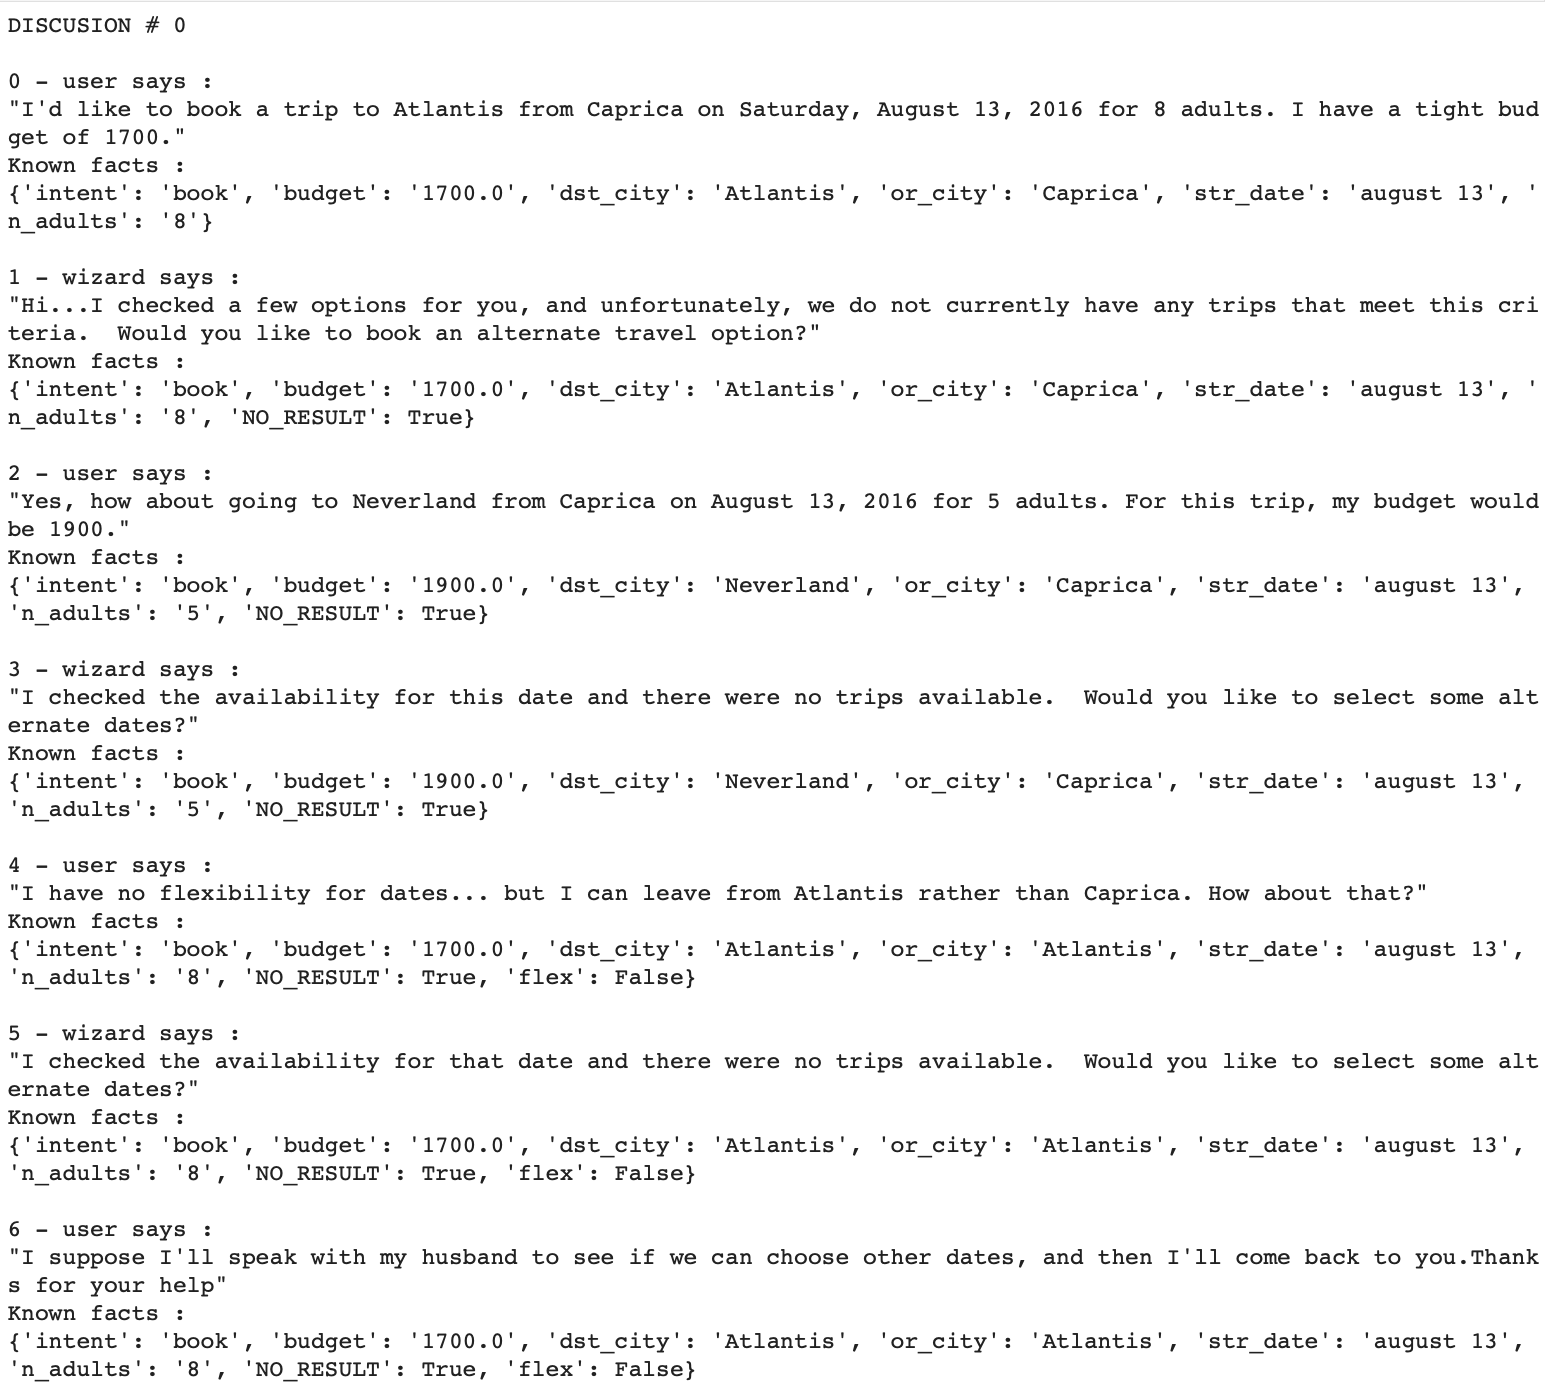 DISCUSION # 0
0 – user says :
"I'd like to book a trip to Atlantis from Caprica on Saturday, August 13, 2016 for 8 adults. I have a tight bud
get of 1700."
Known facts :
{'intent': 'book', 'budget': '1700.0', 'dst_city': 'Atlantis', 'or_city': 'Caprica', 'str_date': 'august 13', '
n_adults': '8'}
1 – wizard says :
"Hi...I checked a few options for you, and unfortunately, we do not currently have any trips that meet this cri
teria.  Would you like to book an alternate travel option?"
Known facts :
{'intent': 'book', 'budget': '1700.0', 'dst_city': 'Atlantis', 'or_city': 'Caprica', 'str_date': 'august 13', '
n_adults': '8', 'NO_RESULT': True}
2 – user says :
"Yes, how about going to Neverland from Caprica on August 13, 2016 for 5 adults. For this trip, my budget would
be 1900."
Known facts :
{'intent': 'book', 'budget': '1900.0', 'dst_city': 'Neverland', 'or_city': 'Caprica', 'str_date': 'august 13',
'n_adults': '5', 'NO_RESULT': True}
3 – wizard says :
"I checked the availability for this date and there were no trips available.  Would you like to select some alt
ernate dates?"
Known facts :
{'intent': 'book', 'budget': '1900.0', 'dst_city': 'Neverland', 'or_city': 'Caprica', 'str_date': 'august 13',
'n_adults': '5', 'NO_RESULT': True}
4 – user says :
"I have no flexibility for dates... but I can leave from Atlantis rather than Caprica. How about that?"
Known facts :
{'intent': 'book', 'budget': '1700.0', 'dst_city': 'Atlantis', 'or_city': 'Atlantis', 'str_date': 'august 13',
'n_adults': '8', 'NO_RESULT': True, 'flex': False}
5 – wizard says :
"I checked the availability for that date and there were no trips available.  Would you like to select some alt
ernate dates?"
Known facts :
{'intent': 'book', 'budget': '1700.0', 'dst_city': 'Atlantis', 'or_city': 'Atlantis', 'str_date': 'august 13',
'n_adults': '8', 'NO_RESULT': True, 'flex': False}
6 – user says :
"I suppose I'll speak with my husband to see if we can choose other dates, and then I'll come back to you.Thank
s for your help"
Known facts :
{'intent': 'book', 'budget': '1700.0', 'dst_city': 'Atlantis', 'or_city': 'Atlantis', 'str_date': 'august 13',
'n_adults': '8', 'NO_RESULT': True, 'flex': False}